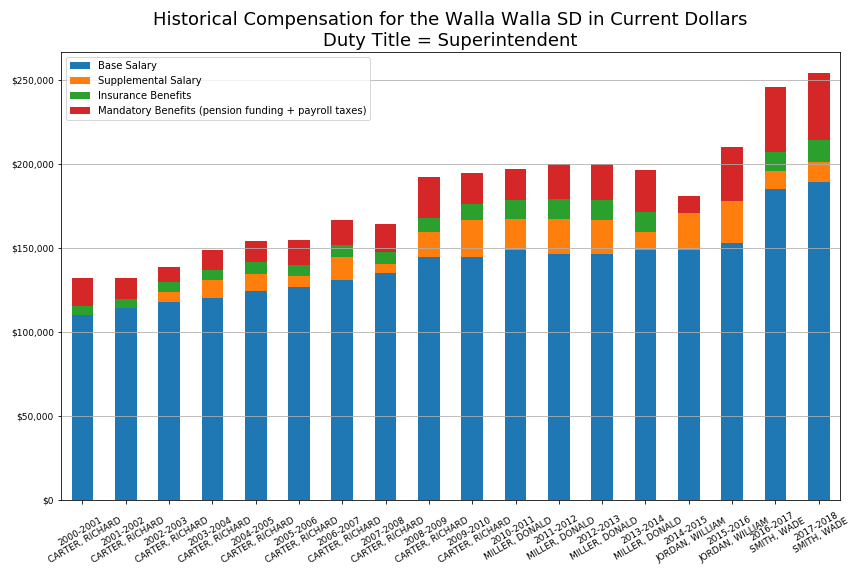 Historical Compensation for the Walla Walla SD in Current Dollars
Duty Title = Superintendent
Base Salary
Supplemental Salary
Insurance Benefits
Mandatory Benefits (pension funding + payroll taxes)
$250,000
$200,000
$150,000
$100,000
$50,000
$0
2000-2001
CARTER, RICHARD
2001-2002
CARTER, RICHARD
2002-2003
CARTER, RICHARD
2003-2004
CARTER, RICHARD
2004-2005
CARTER, RICHARD
2005-2006
CARTER, RICHARD
2006-2007
CARTER, RICHARD
2007-2008
CARTER, RICHARD
2008-2009
CARTER, RICHARD
2009-2010
CARTER, RICHARD
2010-2011
MILLER, DONALD
2011-2012
MILLER, DONALD
2012-2013
MILLER, DONALD
2013-2014
MILLER, DONALD
2014-2015
JORDAN, WILLIAM
2015-2016
JORDAN, WILLIAM
2016-2017
SMITH, WADE
2017-2018
SMITH, WADE